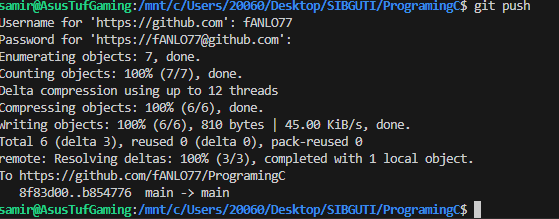 samir@AsusTufGaming:/mnt/c/Users/20060/Desktop/SIBGUTI/ProgramingC$ git push
Username for 'https://github.com': fANLO77
Password for 'https://fANLO77@github.com':
Enumerating objects: 7, done.
Counting objects: 100% (7/7), done.
Delta compression using up to 12 threads
Compressing objects: 100% (6/6), done.
Writing objects: 100% (6/6), 810 bytes | 45.00 KiB/s, done.
Total 6 (delta 3), reused 0 (delta 0), pack-reused 0
remote: Resolving deltas: 100% (3/3), completed with 1 local object.
To https://github.com/fANLO77/ProgramingC
   8f83d00..b854776  main -> main
samir@AsusTufGaming:/mnt/c/Users/20060/Desktop/SIBGUTI/ProgramingC$